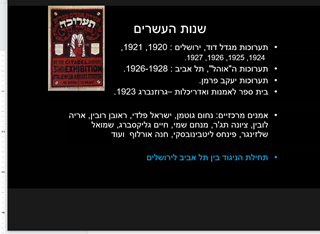 תערוכה
EXHIBITION
שנות העשרים
• תערוכות מגדל דוד, ירושלים : 1920, 1921,
1924, 1925, 1926, 1927.
• תערוכות ה"אוהל", תל אביב : 1926-1928.
• תערוכות יעקב פרמן.
• בית ספר לאמנות ואדריכלות –גרוזנברג 1923.
• אמנים מרכזיים: נחום גוטמן, ישראל פלדי, ראובן רובין, אריה
לובין, ציונה תג'ר, מנחם שמי, חיים גליקסברג, שמואל
שלזינגר, פינחס ליטבינובסקי, חנה אורלוף ועוד
• תחילת הניגוד בין תל אביב לירושלים